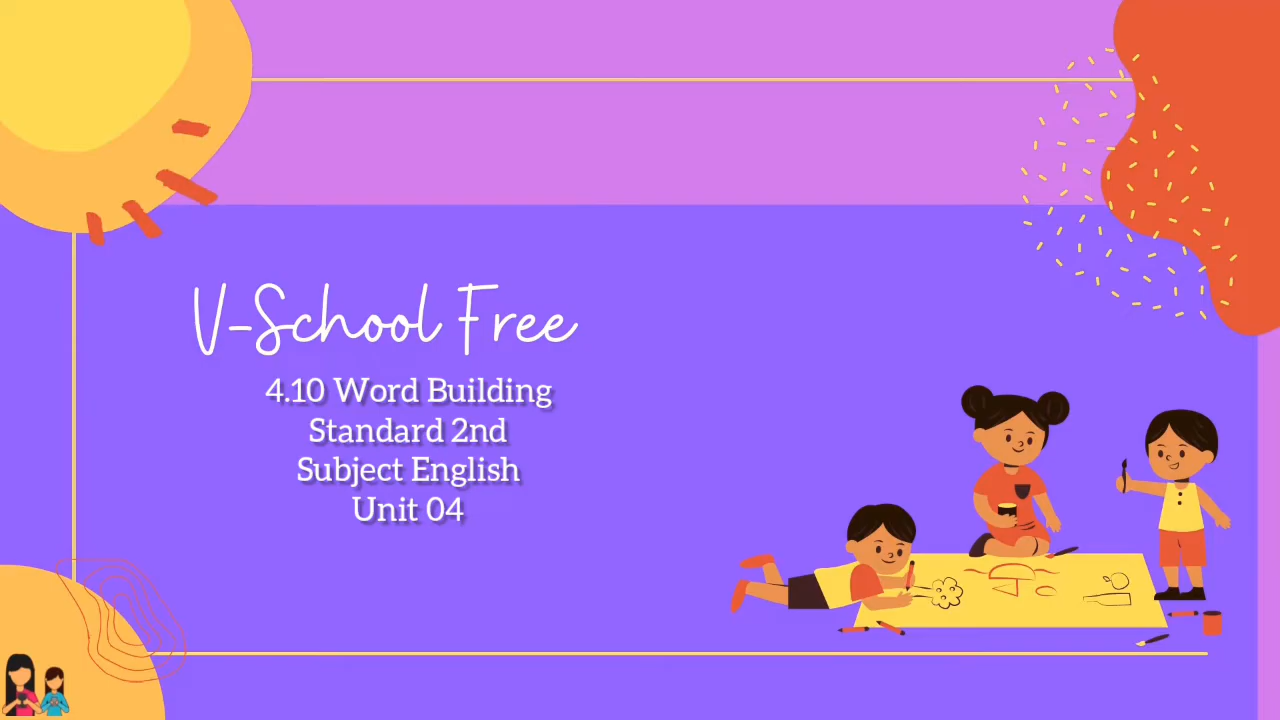 V-School Free
4.10 Word Building
Standard 2nd
Subject English
Unit 04